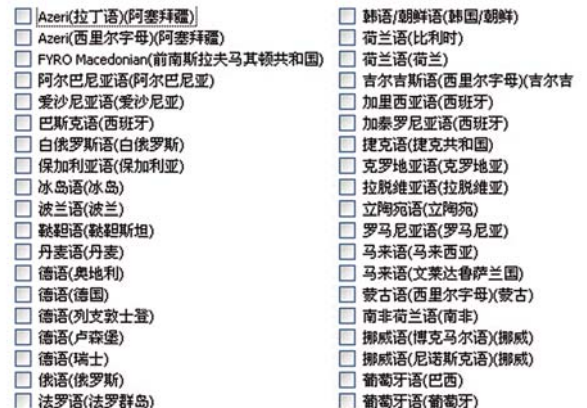 Azeri(拉丁语)(阿塞拜疆)
Azeri(西里尔字母)(阿塞拜疆)
FYRO Macedonian(前南斯拉夫马其顿共和国)
阿尔巴尼亚语(阿尔巴尼亚)
爱沙尼亚语(爱沙尼亚)
巴斯克语(西班牙)
白俄罗斯语(白俄罗斯)
保加利亚语(保加利亚)
冰岛语(冰岛)
波兰语(波兰)
鞑靼语(鞑靼斯坦)
丹麦语(丹麦)
德语(奥地利)
德语(德国)
德语(列支敦士登)
德语(卢森堡)
德语(瑞士)
俄语(俄罗斯)
法罗语(法罗群岛)
韩语/朝鲜语(韩国/朝鲜)
荷兰语(比利时)
荷兰语(荷兰)
吉尔吉斯语(西里尔字母)(吉尔吉
加里西亚语(西班牙)
加泰罗尼亚语(西班牙)
捷克语(捷克共和国)
克罗地亚语(克罗地亚)
拉脱维亚语(拉脱维亚)
立陶宛语(立陶宛)
罗马尼亚语(罗马尼亚)
马来语(马来西亚)
马来语(文莱达鲁萨兰国)
蒙古语(西里尔字母)(蒙古)
南非荷兰语(南非)
挪威语(博克马尔语)(挪威)
挪威语(尼诺斯克语)(挪威)
葡萄牙语(巴西)
葡萄牙语(葡萄牙)